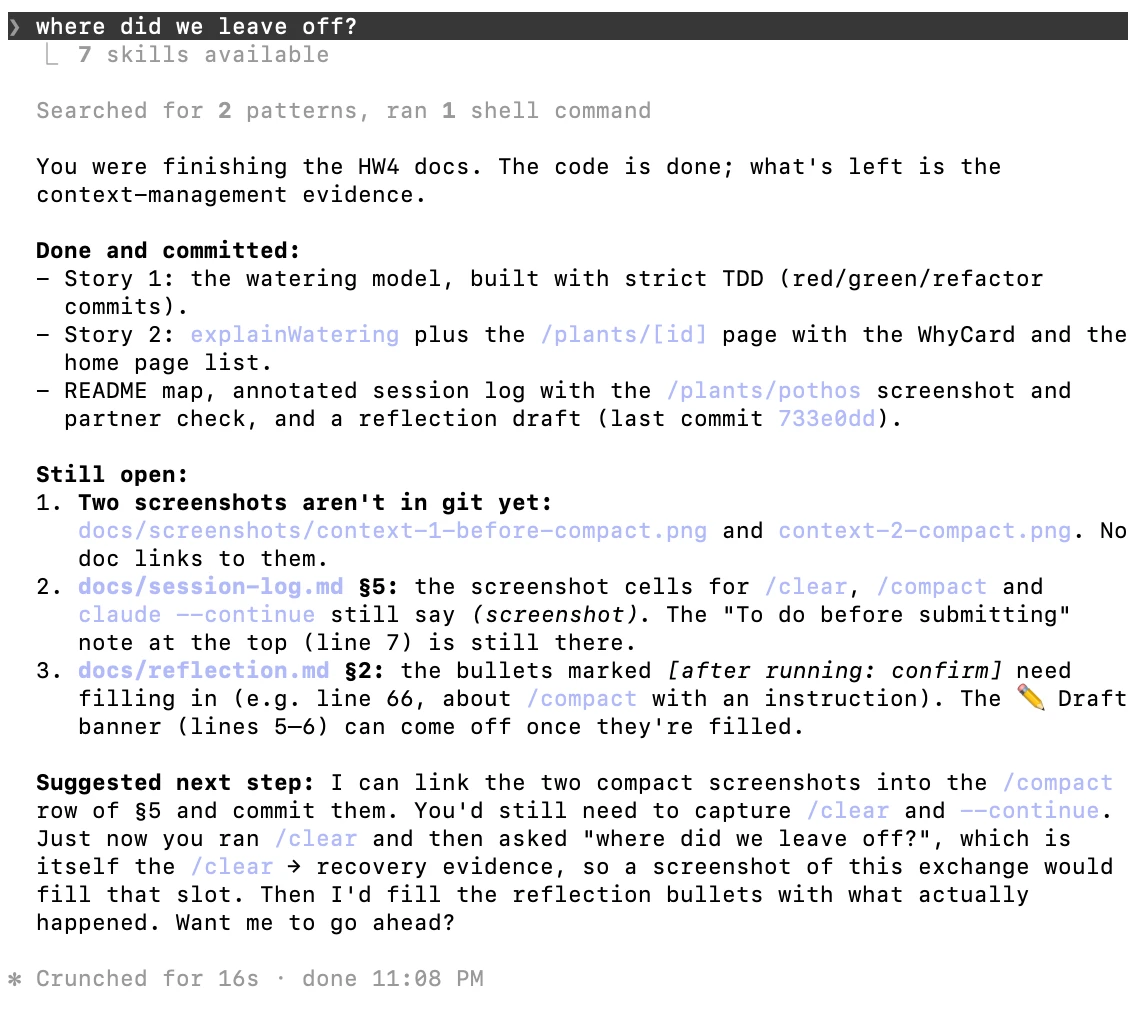 ❯ where did we leave off?
⎿ 7 skills available
Searched for 2 patterns, ran 1 shell command
You were finishing the HW4 docs. The code is done; what's left is the
context-management evidence.
Done and committed:
- Story 1: the watering model, built with strict TDD (red/green/refactor
commits).
- Story 2: explainWatering plus the /plants/[id] page with the WhyCard and the
home page list.
- README map, annotated session log with the /plants/pothos screenshot and
partner check, and a reflection draft (last commit 733e0dd).
Still open:
1. Two screenshots aren't in git yet:
docs/screenshots/context-1-before-compact.png and context-2-compact.png. No
doc links to them.
2. docs/session-log.md §5: the screenshot cells for /clear, /compact and
claude --continue still say (screenshot). The "To do before submitting"
note at the top (line 7) is still there.
3. docs/reflection.md §2: the bullets marked [after running: confirm] need
filling in (e.g. line 66, about /compact with an instruction). The ✏️ Draft
banner (lines 5–6) can come off once they're filled.
Suggested next step: I can link the two compact screenshots into the /compact
row of §5 and commit them. You'd still need to capture /clear and --continue.
Just now you ran /clear and then asked "where did we leave off?", which is
itself the /clear → recovery evidence, so a screenshot of this exchange would
fill that slot. Then I'd fill the reflection bullets with what actually
happened. Want me to go ahead?
✻ Crunched for 16s · done 11:08 PM